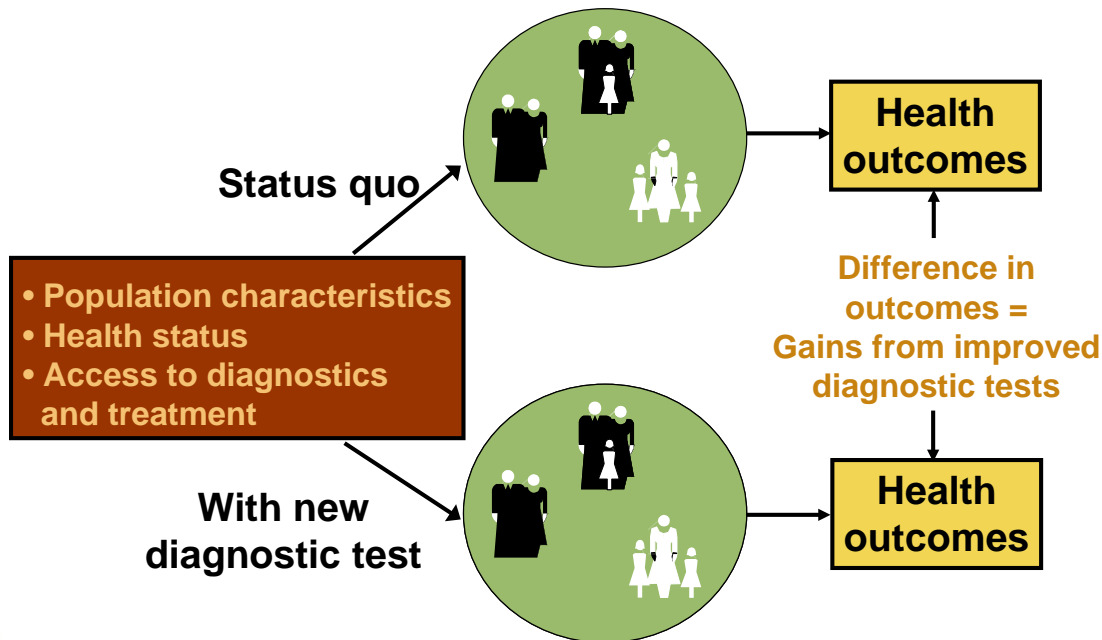 Status quo
• Population characteristics
• Health status
• Access to diagnostics
and treatment
With new
diagnostic test
Health
outcomes
Difference in
outcomes =
Gains from improved
diagnostic tests
Health
outcomes